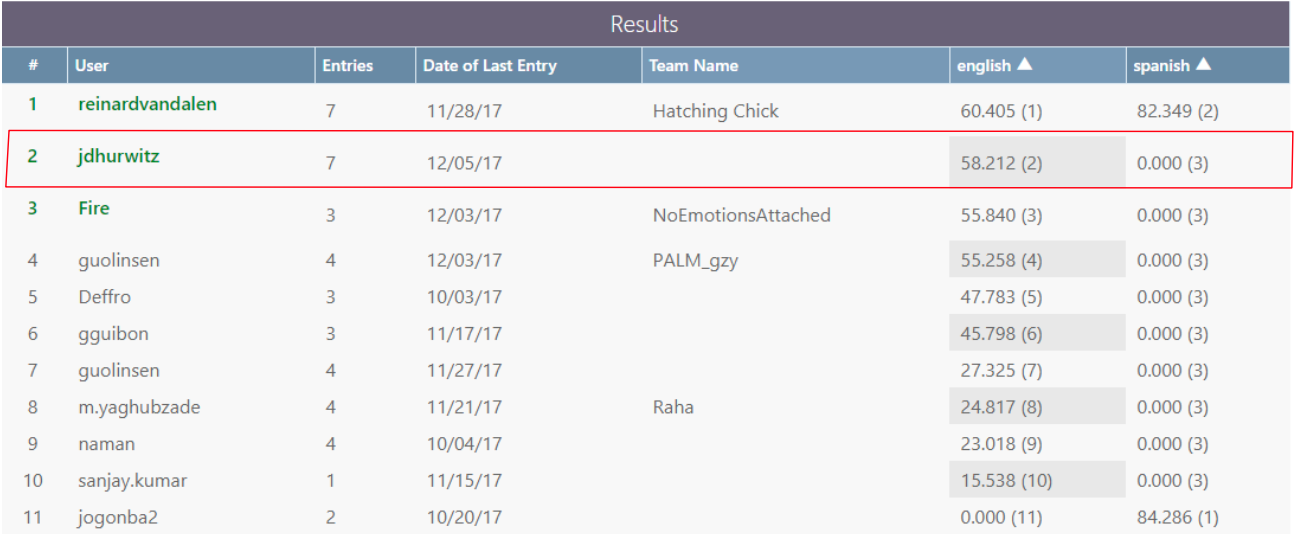 Results
# User Entries Date of Last Entry Team Name english ▲ spanish ▲
1 reinardvandalen 7 11/28/17 Hatching Chick 60.405 (1) 82.349 (2)
2 jdhurwitz 7 12/05/17 58.212 (2) 0.000 (3)
3 Fire 3 12/03/17 NoEmotionsAttached 55.840 (3) 0.000 (3)
4 guolinsen 4 12/03/17 PALM_gzy 55.258 (4) 0.000 (3)
5 Deffro 3 10/03/17 47.783 (5) 0.000 (3)
6 gguibon 3 11/17/17 45.798 (6) 0.000 (3)
7 guolinsen 4 11/27/17 27.325 (7) 0.000 (3)
8 m.yaghubzade 4 11/21/17 Raha 24.817 (8) 0.000 (3)
9 naman 4 10/04/17 23.018 (9) 0.000 (3)
10 sanjay.kumar 1 11/15/17 15.538 (10) 0.000 (3)
11 jogonba2 2 10/20/17 0.000 (11) 84.286 (1)